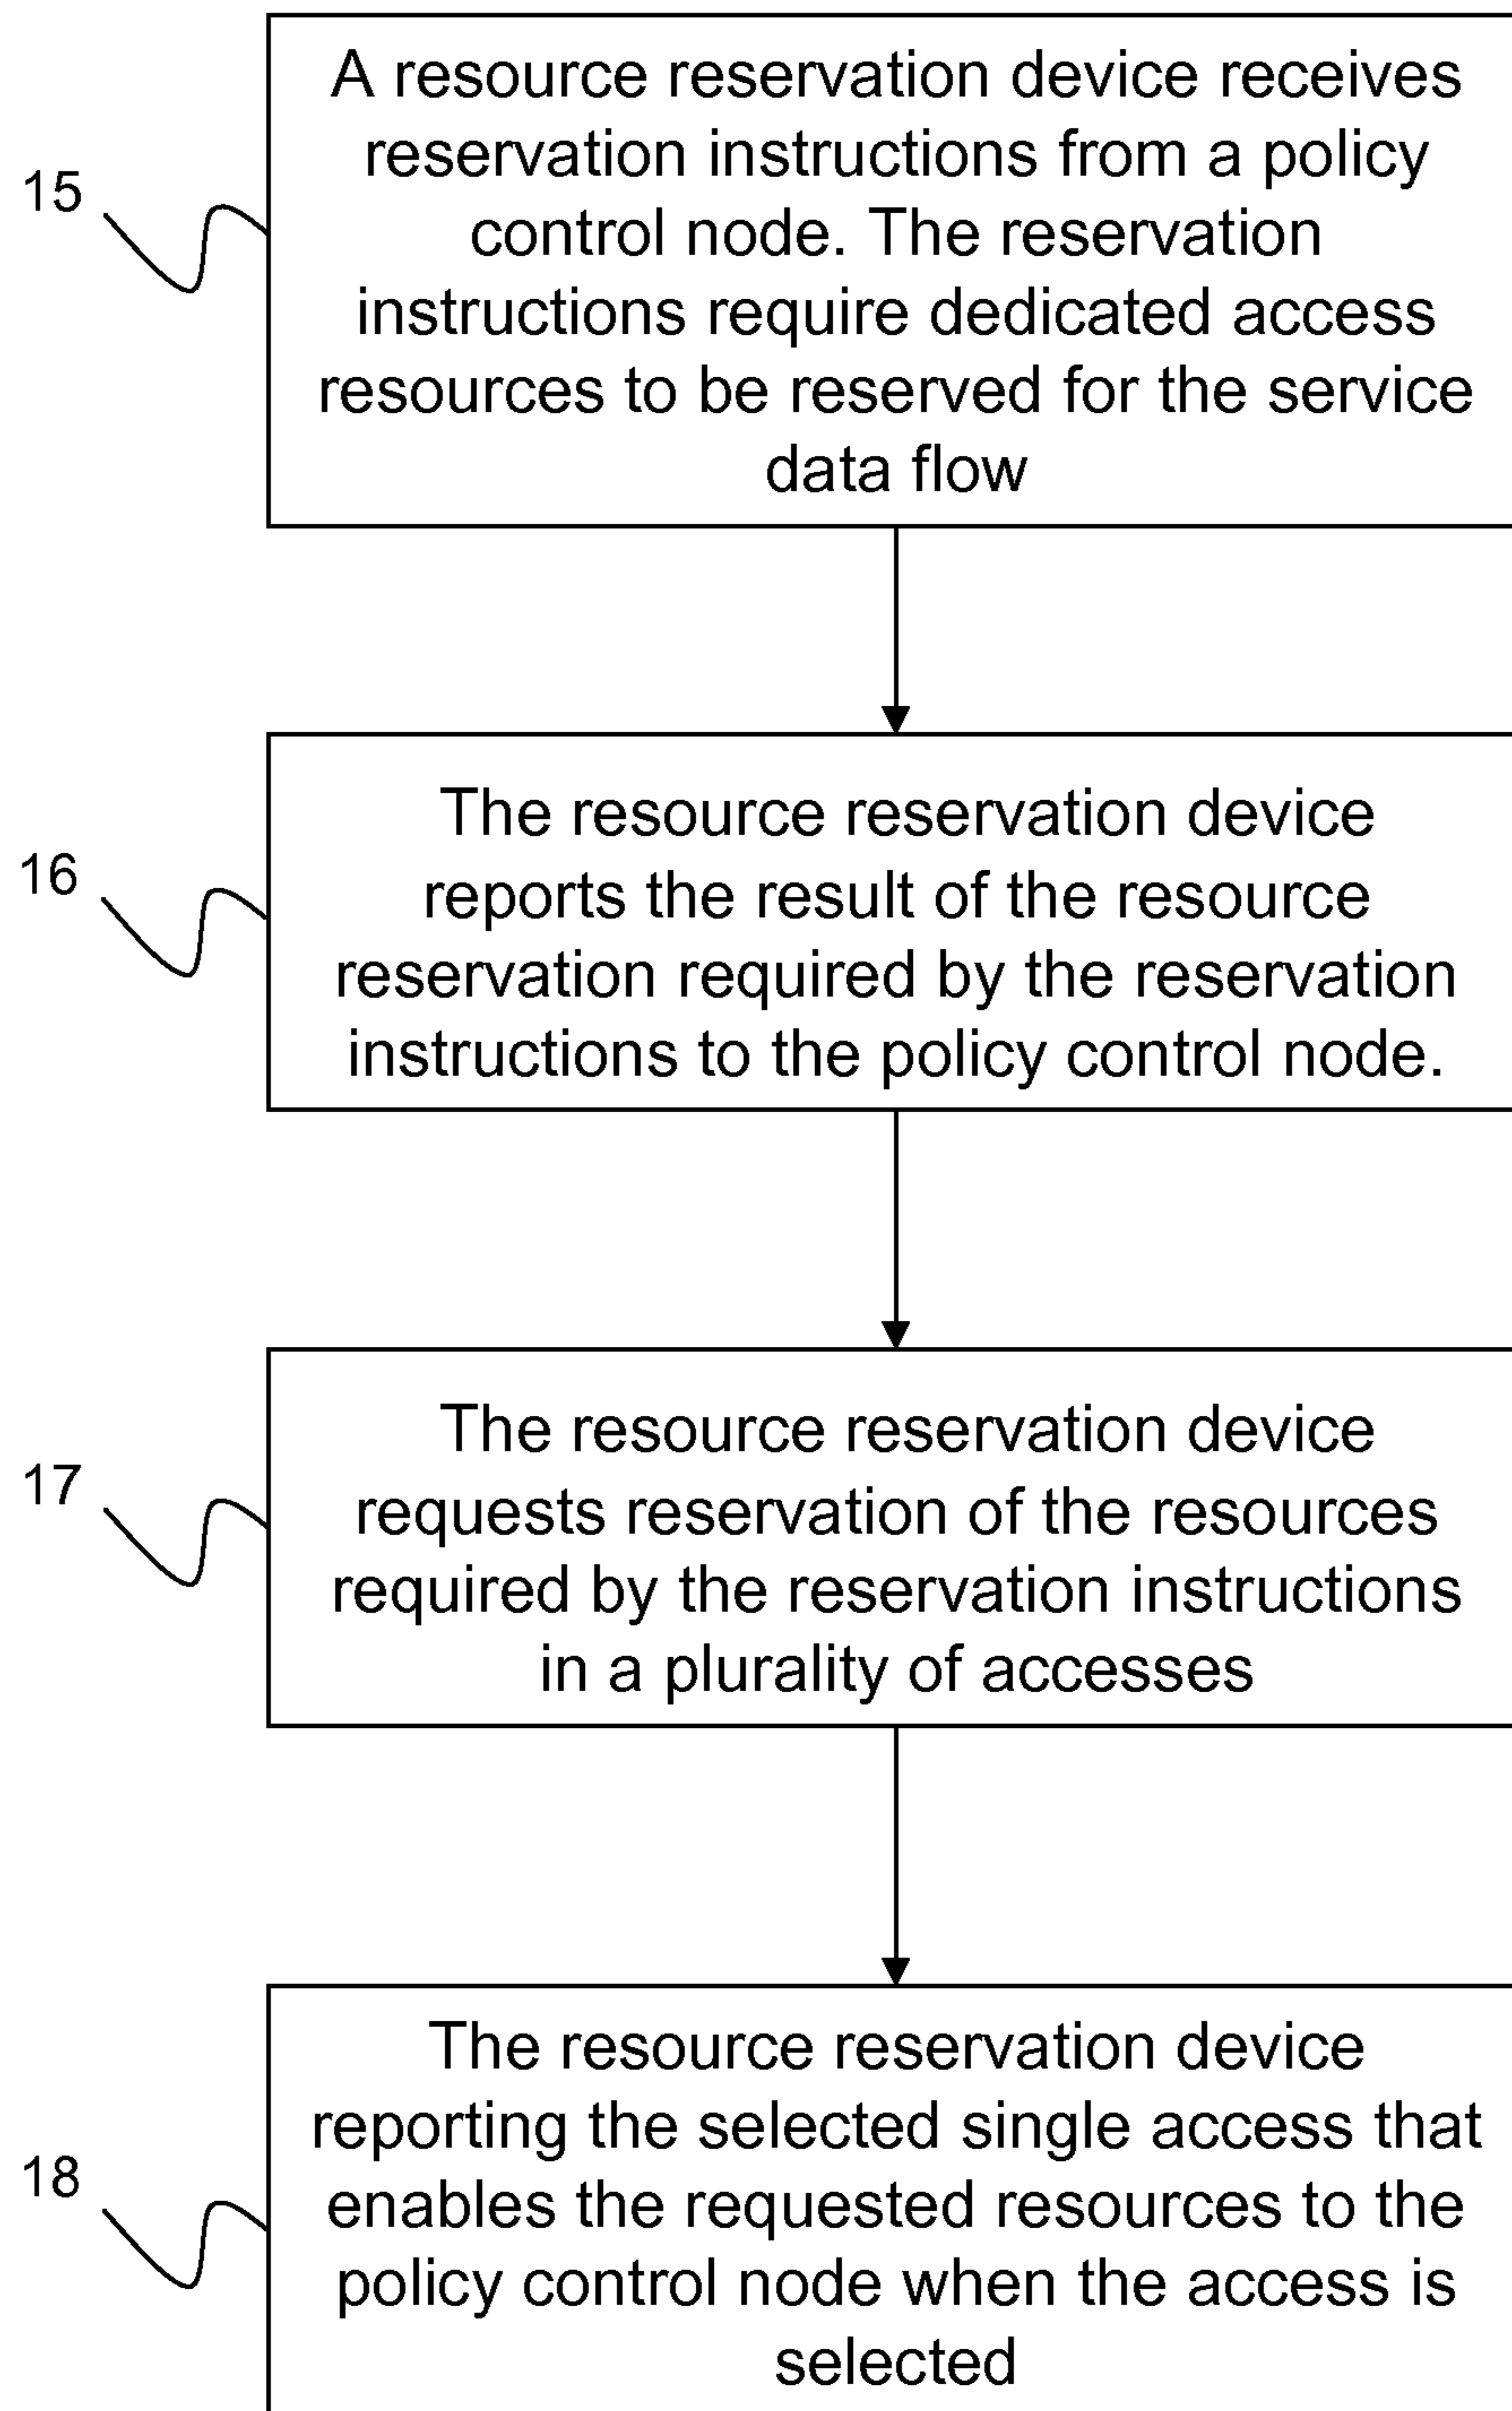 A resource reservation device receives
reservation instructions from a policy
control node. The reservation
instructions require dedicated access
resources to be reserved for the service
data flow
15
The resource reservation device
reports the result of the resource
reservation required by the reservation
instructions to the policy control node.
16
The resource reservation device
requests reservation of the resources
required by the reservation instructions
in a plurality of accesses
17
The resource reservation device
reporting the selected single access that
enables the requested resources to the
policy control node when the access is
selected
18